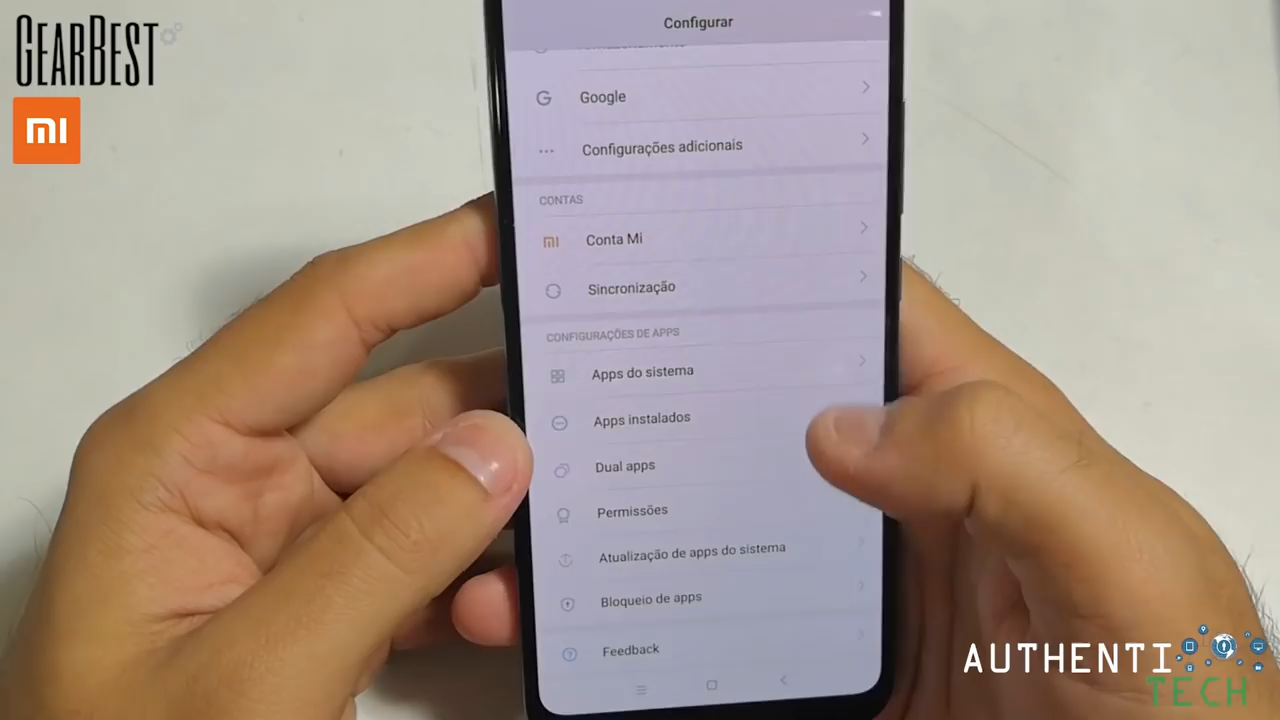 GEARBEST
mi
Configurar
Google
Configurações adicionais
CONTAS
mi
Conta Mi
Sincronização
CONFIGURAÇÕES DE APPS
Apps do sistema
Apps instalados
Dual apps
Permissões
Atualização de apps do sistema
Bloqueio de apps
Feedback
AUTHENTI
TECH